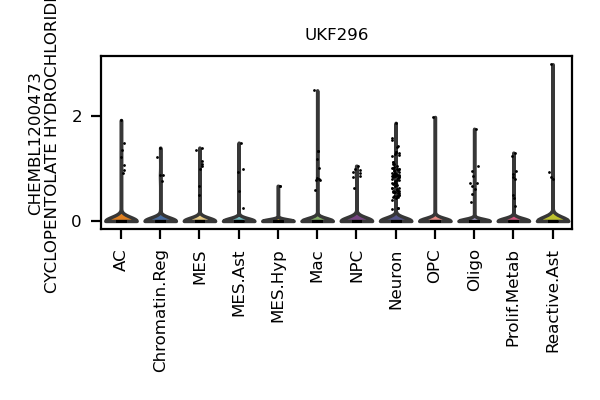 UKF296
CHEMBL1200473
CYCLOPENTOLATE HYDROCHLORIDE
2
0
AC
Chromatin.Reg
MES
MES.Ast
MES.Hyp
Mac
NPC
Neuron
OPC
Oligo
Prolif.Metab
Reactive.Ast